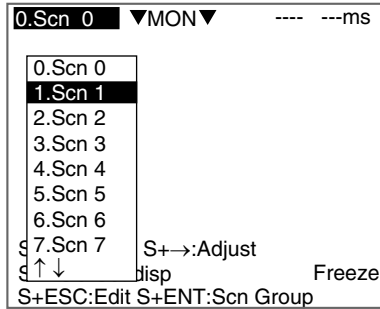 0.Scn 0 ▼MON▼ ---- ---ms
0.Scn 0
1.Scn 1
2.Scn 2
3.Scn 3
4.Scn 4
5.Scn 5
6.Scn 6
7.Scn 7
↑↓
S S+→:Adjust
S disp Freeze
S+ESC:Edit S+ENT:Scn Group